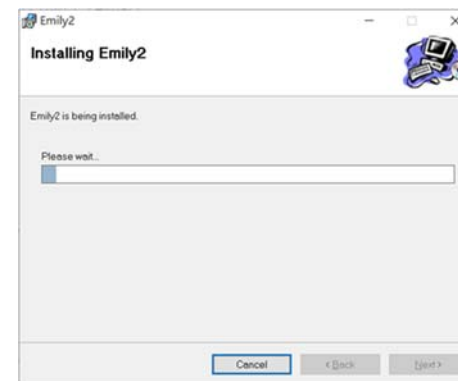 Emily2
Installing Emily2
Emily2 is being installed.
Please wait...
Cancel
< Back
Next >